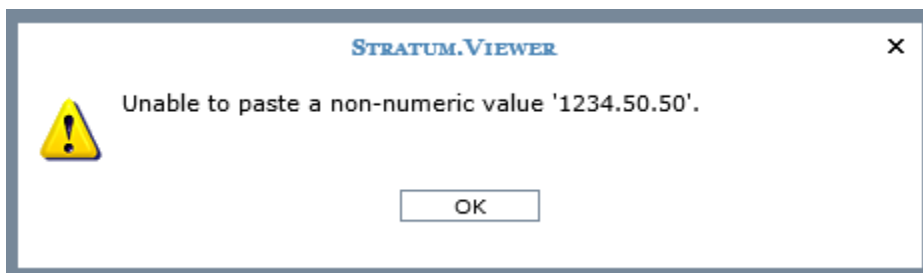 Stratum.Viewer
Unable to paste a non-numeric value '1234.50.50'.
OK